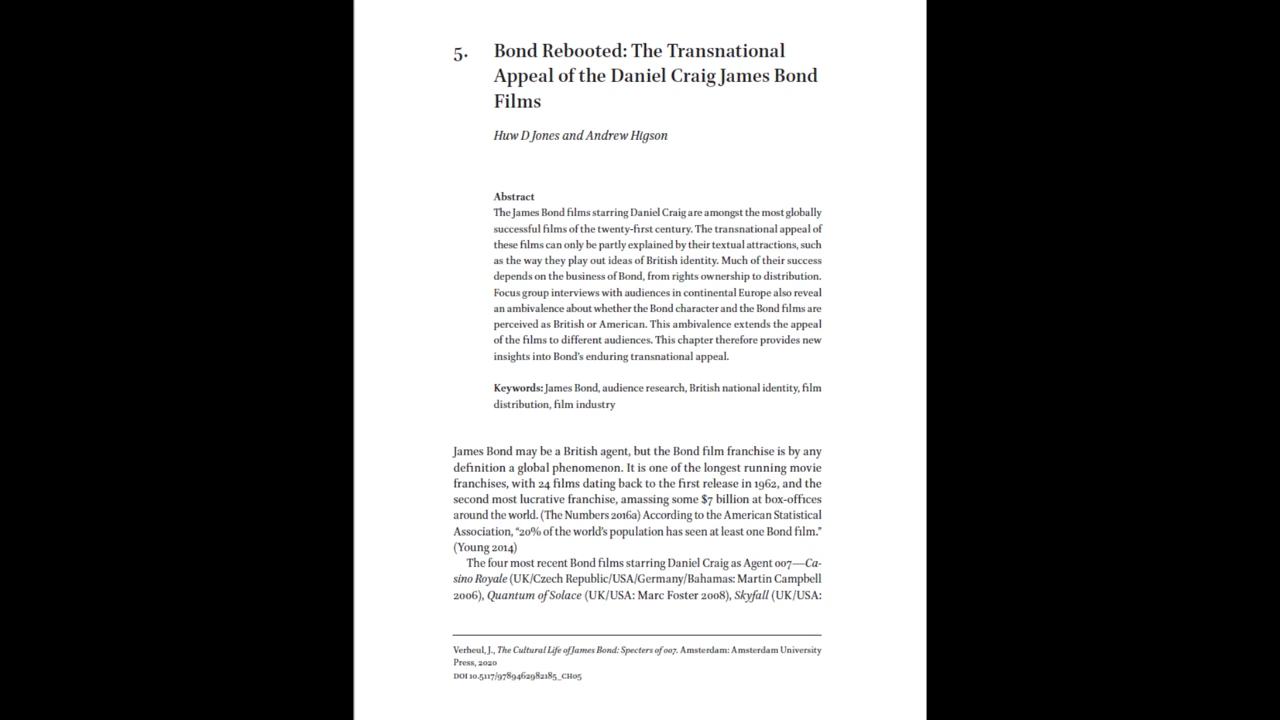 5. Bond Rebooted: The Transnational
Appeal of the Daniel Craig James Bond
Films
Huw D Jones and Andrew Higson
Abstract
The James Bond films starring Daniel Craig are amongst the most globally
successful films of the twenty-first century. The transnational appeal of
these films can only be partly explained by their textual attractions, such
as the way they play out ideas of British identity. Much of their success
depends on the business of Bond, from rights ownership to distribution.
Focus group interviews with audiences in continental Europe also reveal
an ambivalence about whether the Bond character and the Bond films are
perceived as British or American. This ambivalence extends the appeal
of the films to different audiences. This chapter therefore provides new
insights into Bond's enduring transnational appeal.
Keywords: James Bond, audience research, British national identity, film
distribution, film industry
James Bond may be a British agent, but the Bond film franchise is by any
definition a global phenomenon. It is one of the longest running movie
franchises, with 24 films dating back to the first release in 1962, and the
second most lucrative franchise, amassing some $7 billion at box-offices
around the world. (The Numbers 2016a) According to the American Statistical
Association, "20% of the world's population has seen at least one Bond film."
(Young 2014)
The four most recent Bond films starring Daniel Craig as Agent 007—Ca-
sino Royale (UK/Czech Republic/USA/Germany/Bahamas: Martin Campbell
2006), Quantum of Solace (UK/USA: Marc Foster 2008), Skyfall (UK/USA:
Verheul, J., The Cultural Life of James Bond: Specters of 007. Amsterdam: Amsterdam University
Press, 2020
DOI 10.5117/9789462982185_CH05